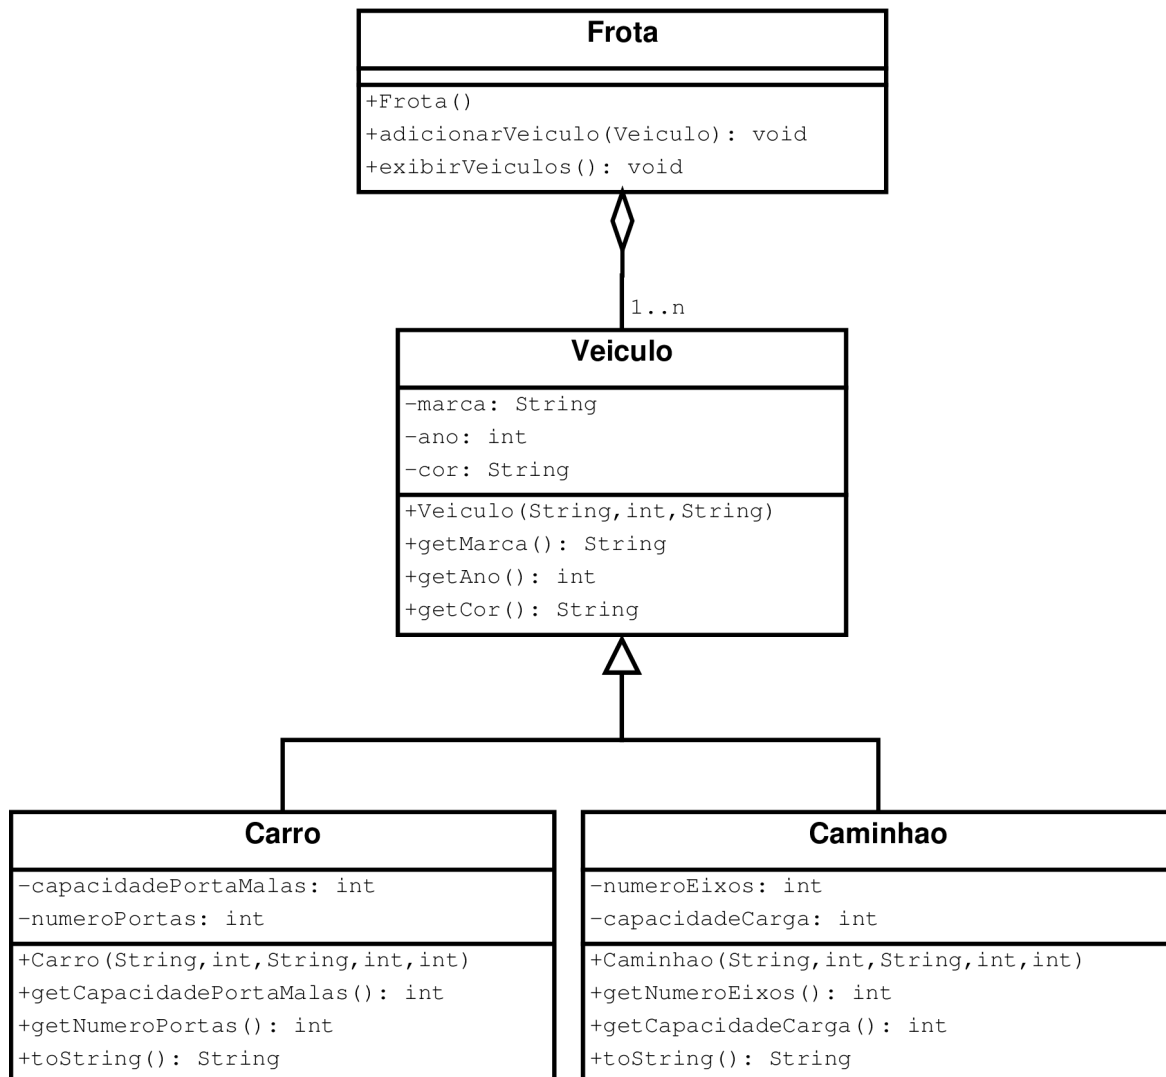 Frota
+Frota()
+adicionarVeiculo(Veiculo): void
+exibirVeiculos(): void
1..n
Veiculo
-marca: String
-ano: int
-cor: String
+Veiculo(String,int,String)
+getMarca(): String
+getAno(): int
+getCor(): String
Carro
-capacidadePortaMalas: int
-numeroPortas: int
+Carro(String,int,String,int,int)
+getCapacidadePortaMalas(): int
+getNumeroPortas(): int
+toString(): String
Caminhao
-numeroEixos: int
-capacidadeCarga: int
+Caminhao(String,int,String,int,int)
+getNumeroEixos(): int
+getCapacidadeCarga(): int
+toString(): String